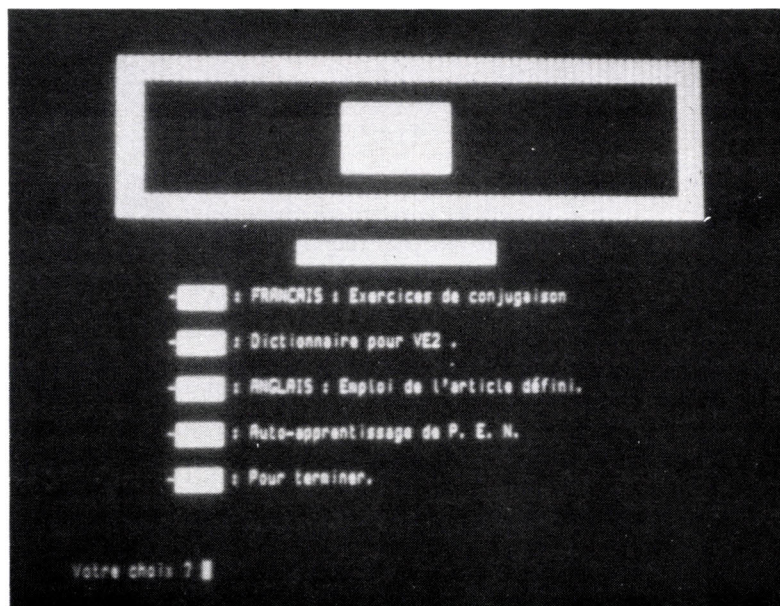 : FRANCAIS : Exercices de conjugaison
: Dictionnaire pour VE2 .
: ANGLAIS : Emploi de l'article défini.
: Auto-apprentissage de P. E. N.
: Pour terminer.
Votre choix ?